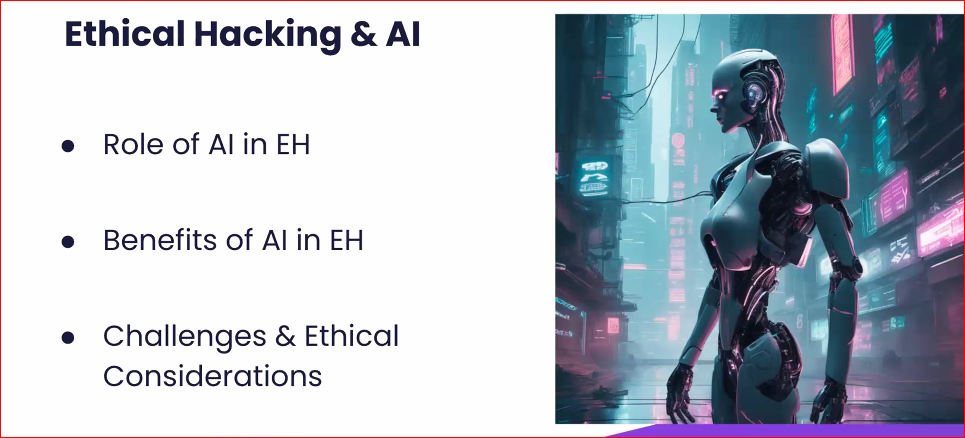 Ethical Hacking & AI
● Role of AI in EH
● Benefits of AI in EH
● Challenges & Ethical
Considerations